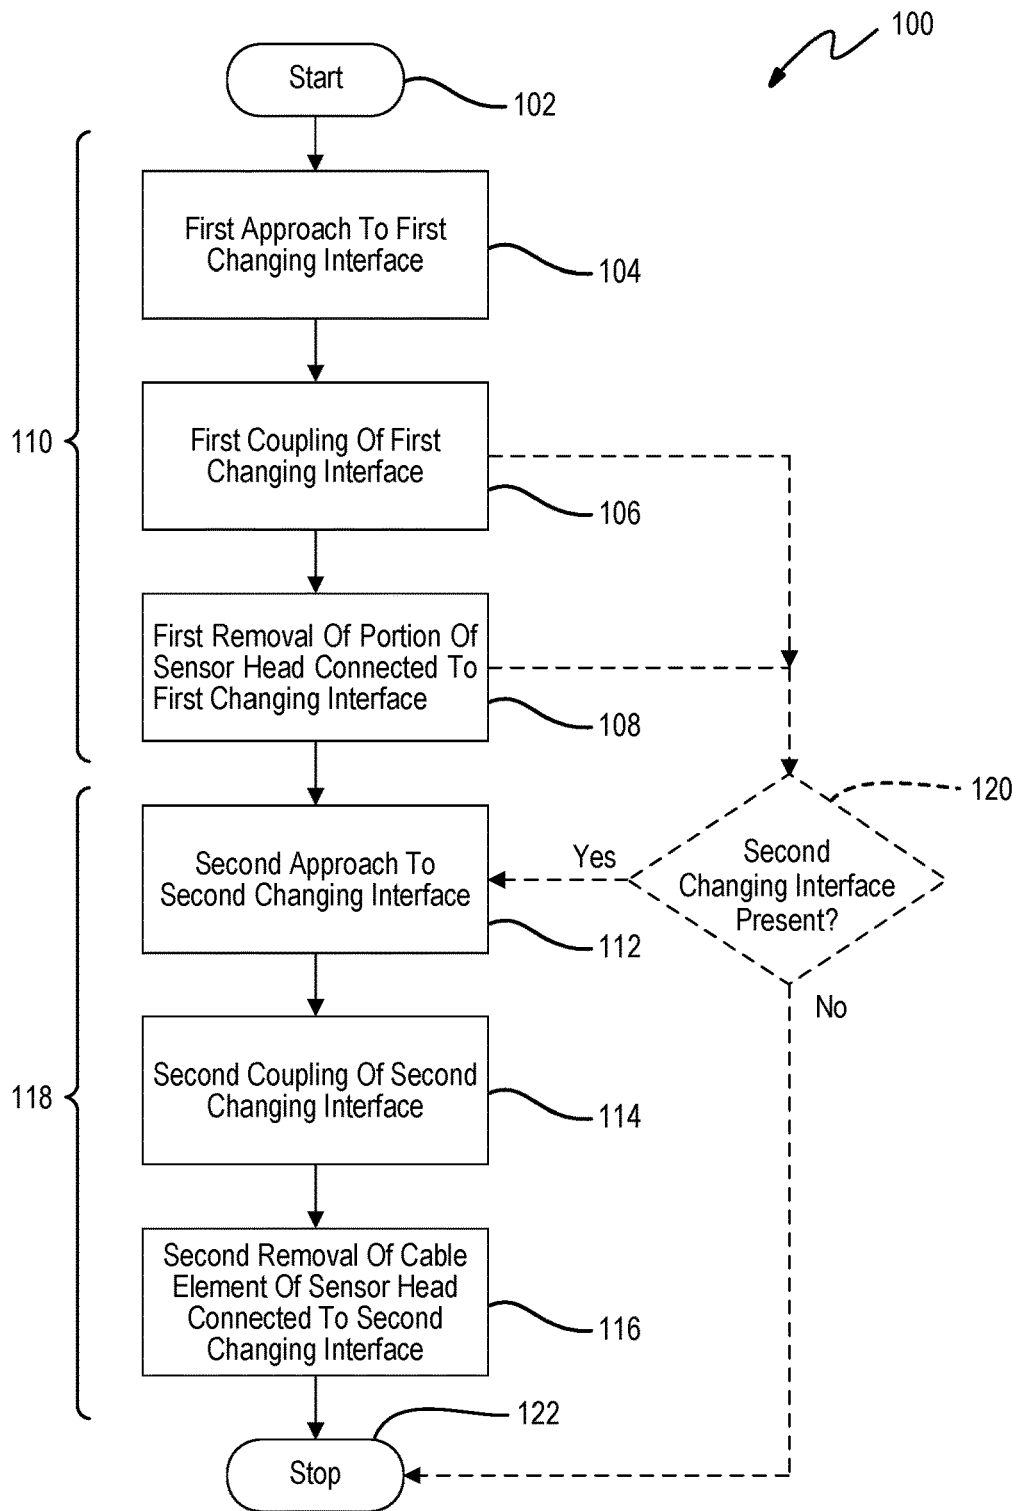 100
Start
102
First Approach To First
Changing Interface
104
110
First Coupling Of First
Changing Interface
106
First Removal Of Portion Of
Sensor Head Connected To
First Changing Interface
108
120
Second Approach To
Second Changing Interface
112
Yes
Second
Changing Interface
Present?
No
118
Second Coupling Of Second
Changing Interface
114
Second Removal Of Cable
Element Of Sensor Head
Connected To Second
Changing Interface
116
122
Stop